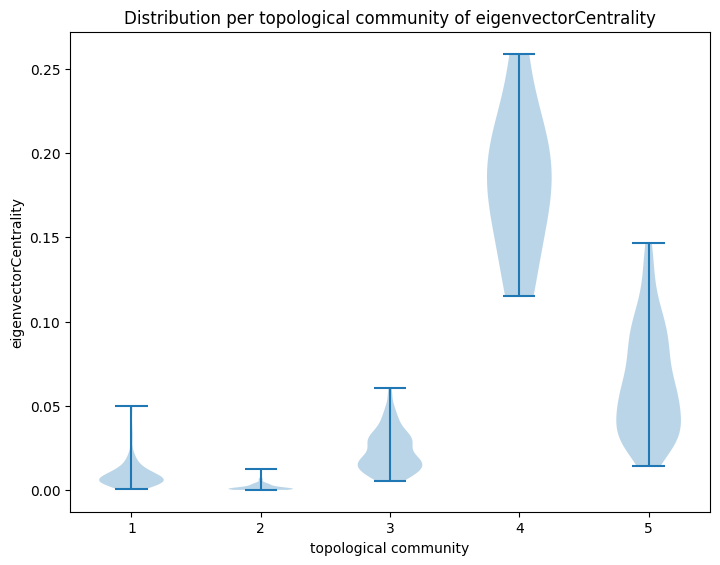 Distribution per topological community of eigenvectorCentrality
eigenvectorCentrality
0.25
0.20
0.15
0.10
0.05
0.00
1 2 3 4 5
topological community